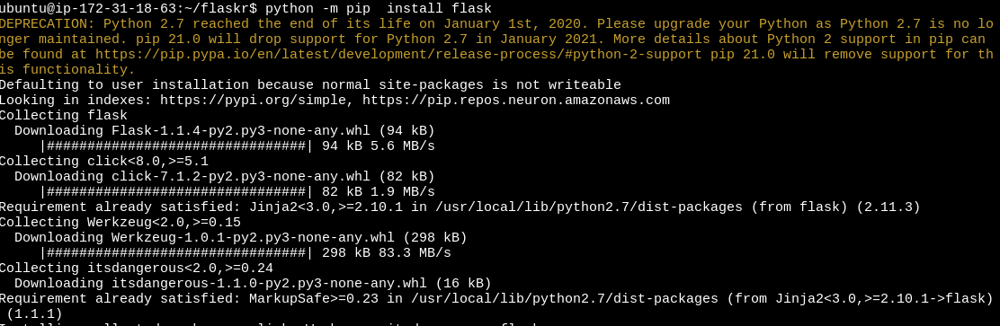 ubuntu@ip-172-31-18-63:~/flaskr$ python -m pip  install flask
DEPRECATION: Python 2.7 reached the end of its life on January 1st, 2020. Please upgrade your Python as Python 2.7 is no lo
nger maintained. pip 21.0 will drop support for Python 2.7 in January 2021. More details about Python 2 support in pip can
be found at https://pip.pypa.io/en/latest/development/release-process/#python-2-support pip 21.0 will remove support for th
is functionality.
Defaulting to user installation because normal site-packages is not writeable
Looking in indexes: https://pypi.org/simple, https://pip.repos.neuron.amazonaws.com
Collecting flask
  Downloading Flask-1.1.4-py2.py3-none-any.whl (94 kB)
     |################################| 94 kB 5.6 MB/s
Collecting click<8.0,>=5.1
  Downloading click-7.1.2-py2.py3-none-any.whl (82 kB)
     |################################| 82 kB 1.9 MB/s
Requirement already satisfied: Jinja2<3.0,>=2.10.1 in /usr/local/lib/python2.7/dist-packages (from flask) (2.11.3)
Collecting Werkzeug<2.0,>=0.15
  Downloading Werkzeug-1.0.1-py2.py3-none-any.whl (298 kB)
     |################################| 298 kB 83.3 MB/s
Collecting itsdangerous<2.0,>=0.24
  Downloading itsdangerous-1.1.0-py2.py3-none-any.whl (16 kB)
Requirement already satisfied: MarkupSafe>=0.23 in /usr/local/lib/python2.7/dist-packages (from Jinja2<3.0,>=2.10.1->flask)
 (1.1.1)